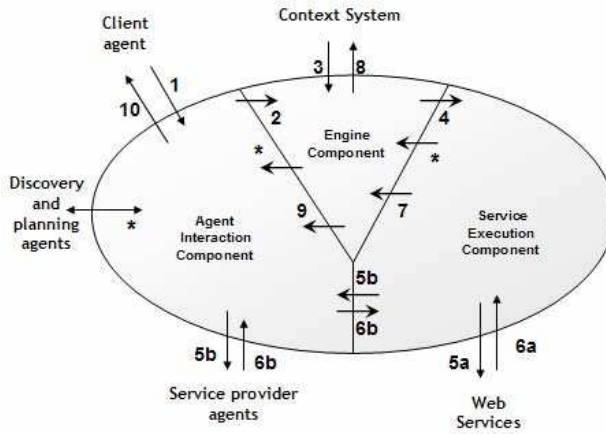 Context System
Client
agent
1
10
3
8
2
4
Engine
Component
*
*
Discovery
and
planning
agents
*
9
7
Agent
Interaction
Component
Service
Execution
Component
5b
6b
5b
6b
5a
6a
Service provider
agents
Web
Services